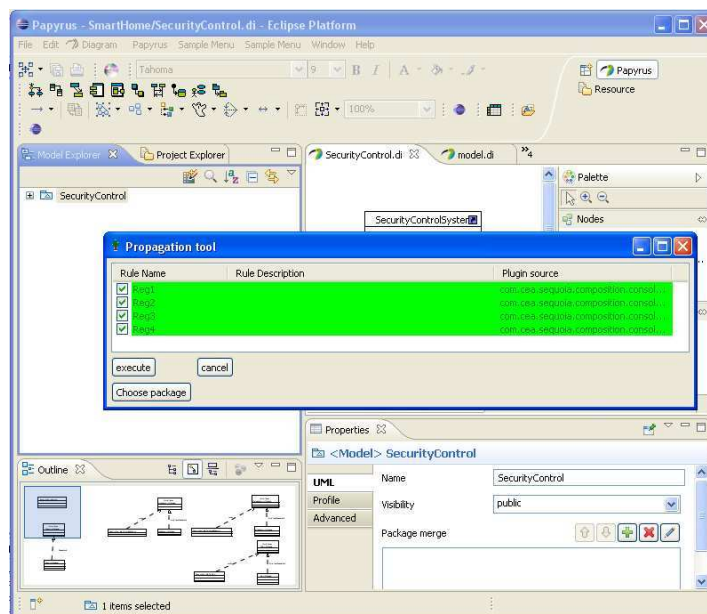 Papyrus - SmartHome/SecurityControl.di - Eclipse Platform
File Edit Diagram Papyrus Sample Menu Sample Menu Window Help
Tahoma 9 B I A
Papyrus
Resource
100%
Model Explorer Project Explorer
SecurityControl.di model.di »4
SecurityControl
Palette
Nodes
SecurityControlSystem
Propagation tool
Rule Name Rule Description Plugin source
Reg1 com.cea.sequoia.composition.consol...
Reg2 com.cea.sequoia.composition.consol...
Reg3 com.cea.sequoia.composition.consol...
Reg4 com.cea.sequoia.composition.consol...
execute cancel
Choose package
Properties
<Model> SecurityControl
Outline
UML
Profile
Advanced
Name SecurityControl
Visibility public
Package merge
1 items selected